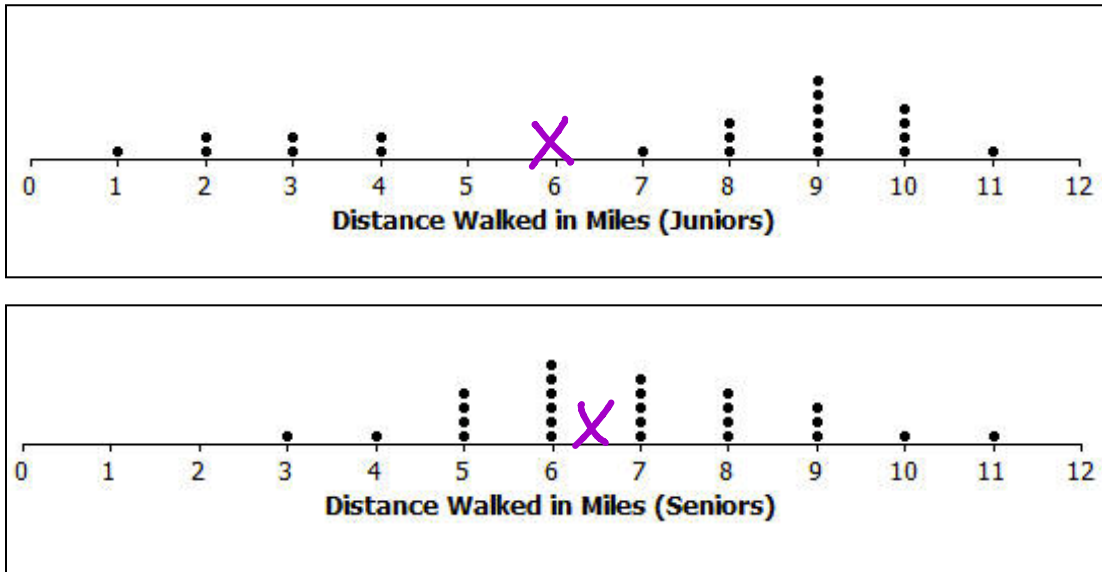 0 1 2 3 4 5 6 7 8 9 10 11 12
Distance Walked in Miles (Juniors)
0 1 2 3 4 5 6 7 8 9 10 11 12
Distance Walked in Miles (Seniors)